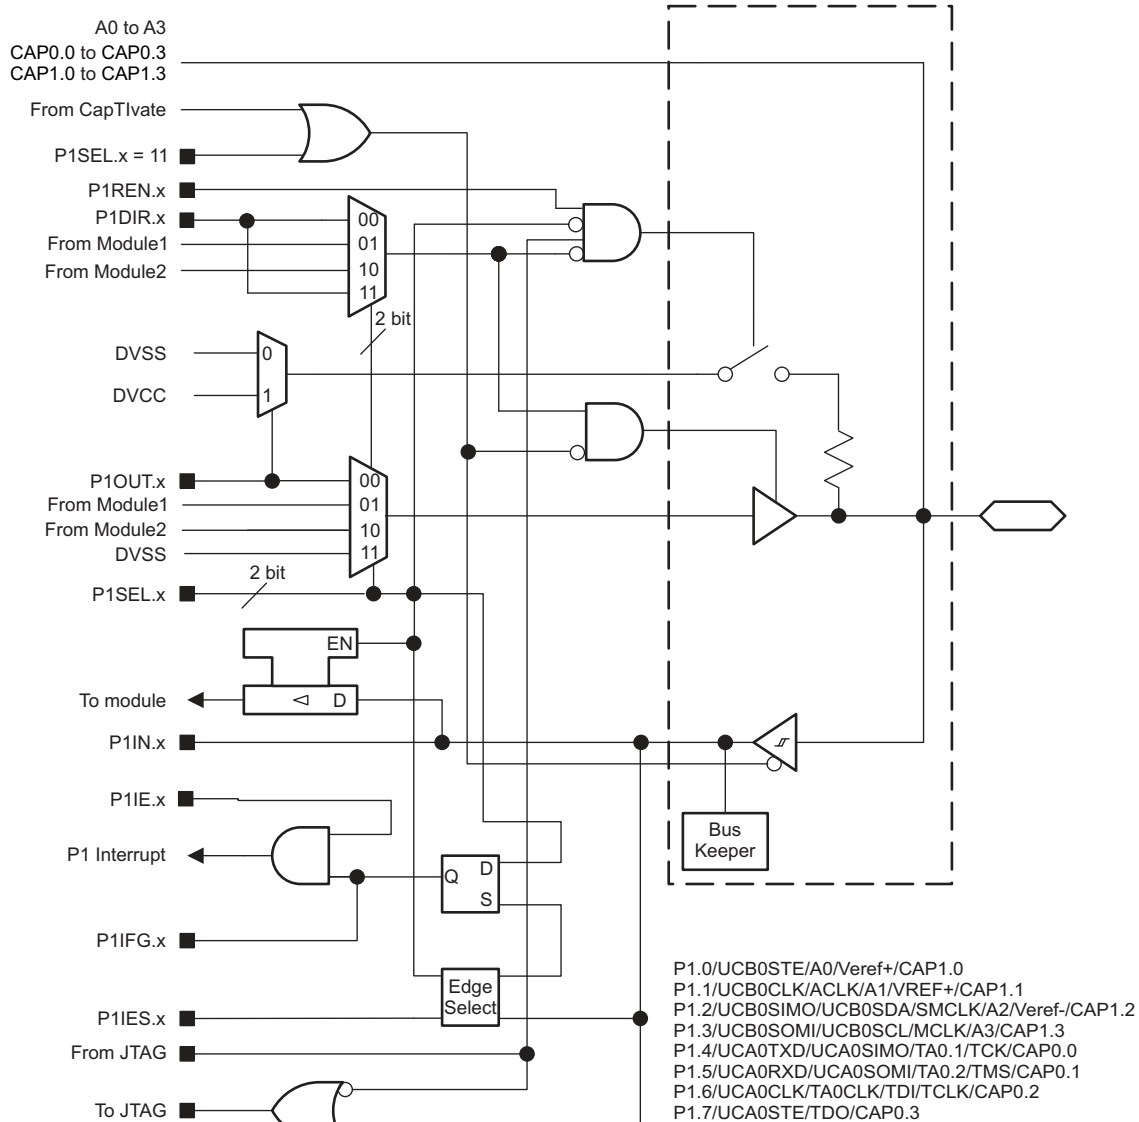 A0 to A3
CAP0.0 to CAP0.3
CAP1.0 to CAP1.3
From CapTIvate
P1SEL.x = 11
P1REN.x
P1DIR.x
From Module1
From Module2
00
01
10
11
2 bit
DVSS
DVCC
0
1
P1OUT.x
From Module1
From Module2
DVSS
00
01
10
11
P1SEL.x
2 bit
EN
D
To module
P1IN.x
P1IE.x
Bus
Keeper
P1 Interrupt
Q
D
S
P1IFG.x
Edge
Select
P1IES.x
From JTAG
To JTAG
P1.0/UCB0STE/A0/Veref+/CAP1.0
P1.1/UCB0CLK/ACLK/A1/VREF+/CAP1.1
P1.2/UCB0SIMO/UCB0SDA/SMCLK/A2/Veref-/CAP1.2
P1.3/UCB0SOMI/UCB0SCL/MCLK/A3/CAP1.3
P1.4/UCA0TXD/UCA0SIMO/TA0.1/TCK/CAP0.0
P1.5/UCA0RXD/UCA0SOMI/TA0.2/TMS/CAP0.1
P1.6/UCA0CLK/TA0CLK/TDI/TCLK/CAP0.2
P1.7/UCA0STE/TDO/CAP0.3